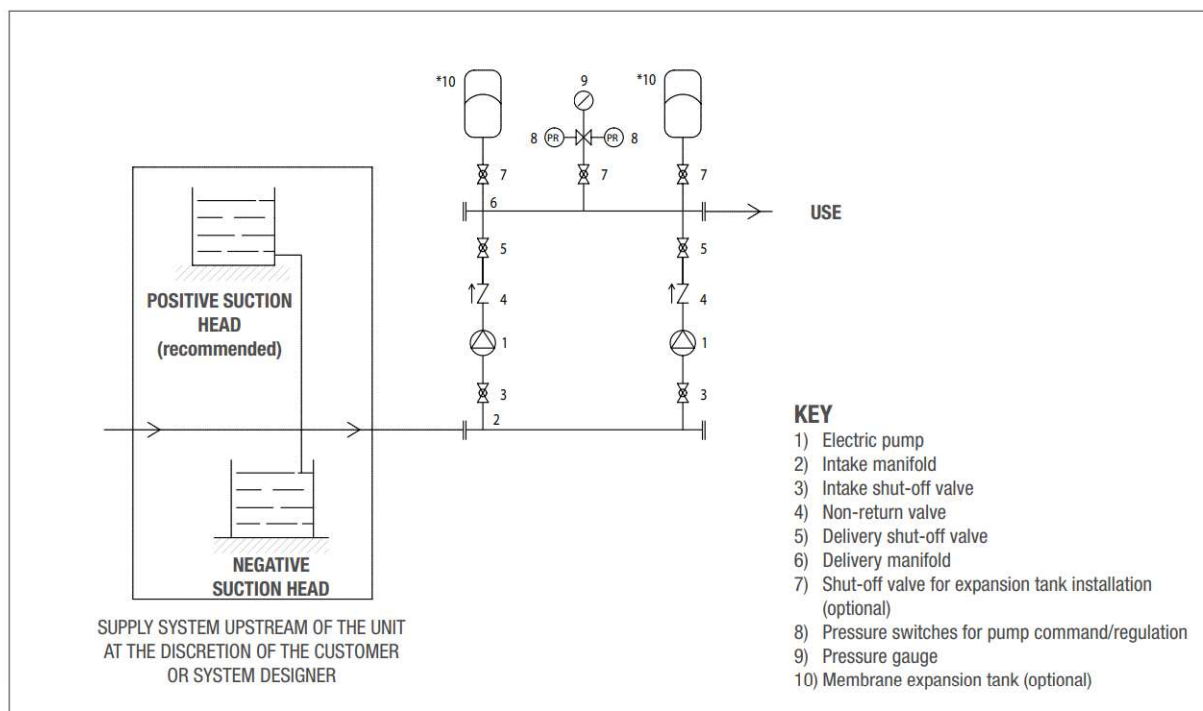 *10
9
*10
8 PR PR 8
7
7
7
6
USE
5
5
POSITIVE SUCTION
HEAD
(recommended)
4
4
1
1
3
3
2
NEGATIVE
SUCTION HEAD
SUPPLY SYSTEM UPSTREAM OF THE UNIT
AT THE DISCRETION OF THE CUSTOMER
OR SYSTEM DESIGNER
KEY
1) Electric pump
2) Intake manifold
3) Intake shut-off valve
4) Non-return valve
5) Delivery shut-off valve
6) Delivery manifold
7) Shut-off valve for expansion tank installation
(optional)
8) Pressure switches for pump command/regulation
9) Pressure gauge
10) Membrane expansion tank (optional)